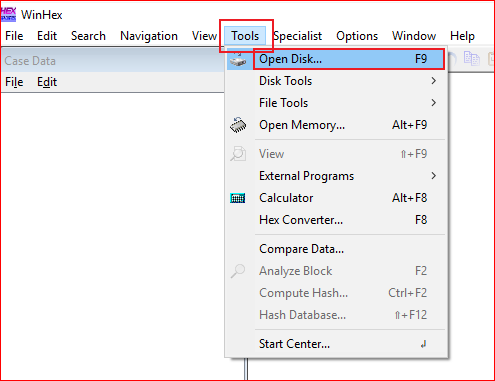 HEX WinHex
File Edit Search Navigation View Tools Specialist Options Window Help
Case Data
File Edit
Open Disk... F9
Disk Tools
File Tools
Open Memory... Alt+F9
View ⇧+F9
External Programs
Calculator Alt+F8
Hex Converter... F8
Compare Data...
Analyze Block F2
Compute Hash... Ctrl+F2
Hash Database... ⇧+F12
Start Center... ↲